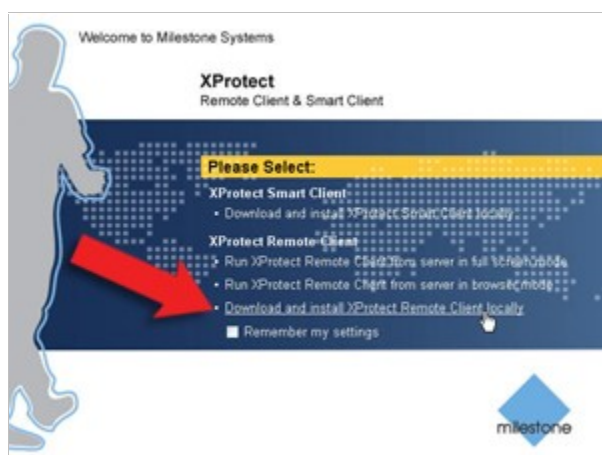 Welcome to Milestone Systems
XProtect
Remote Client & Smart Client
Please Select:
XProtect Smart Client
• Download and install XProtect Smart Client locally
XProtect Remote Client
• Run XProtect Remote Client from server in full screen mode
• Run XProtect Remote Client from server in browser mode
• Download and install XProtect Remote Client locally
Remember my settings
milestone